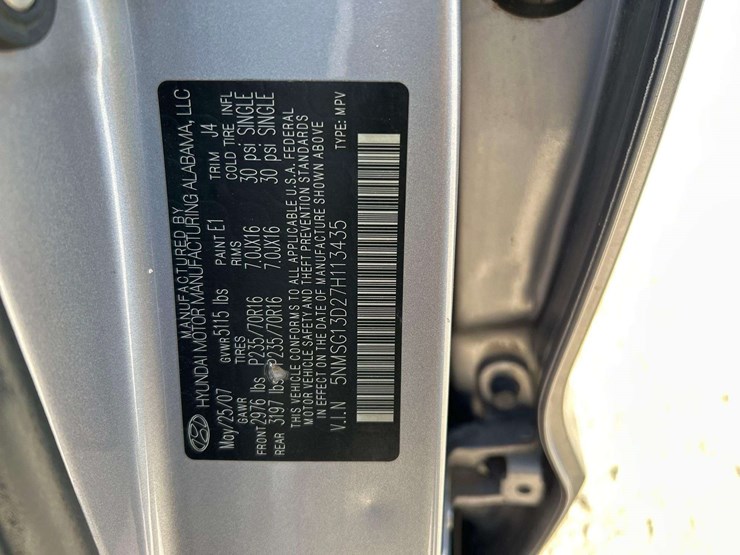 MANUFACTURED BY
HYUNDAI MOTOR MANUFACTURING ALABAMA, LLC
May/25/07 PAINT E1 TRIM U4
GVWR 5115 lbs
GAWR TIRES RIMS COLD TIRE INFL
FRONT 2976 lbs P235/70R16 7.0JX16 30 psi SINGLE
REAR 3197 lbs P235/70R16 7.0JX16 30 psi SINGLE
THIS VEHICLE CONFORMS TO ALL APPLICABLE U.S.A. FEDERAL
MOTOR VEHICLE SAFETY AND THEFT PREVENTION STANDARDS
IN EFFECT ON THE DATE OF MANUFACTURE SHOWN ABOVE
V.I.N 5NMSG13D27H113435 TYPE: MPV